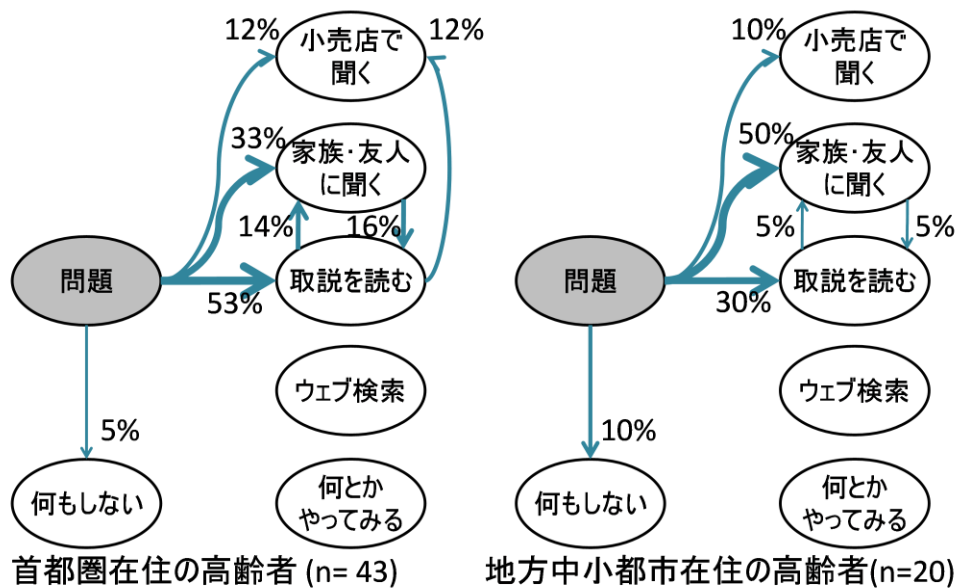 12%
小売店で
聞く
12%
33%
家族・友人
に聞く
14%
16%
問題
取説を読む
53%
ウェブ検索
5%
何もしない
何とか
やってみる
首都圏在住の高齢者 (n= 43)
10%
小売店で
聞く
50%
家族・友人
に聞く
5%
5%
問題
取説を読む
30%
ウェブ検索
10%
何もしない
何とか
やってみる
地方中小都市在住の高齢者(n=20)